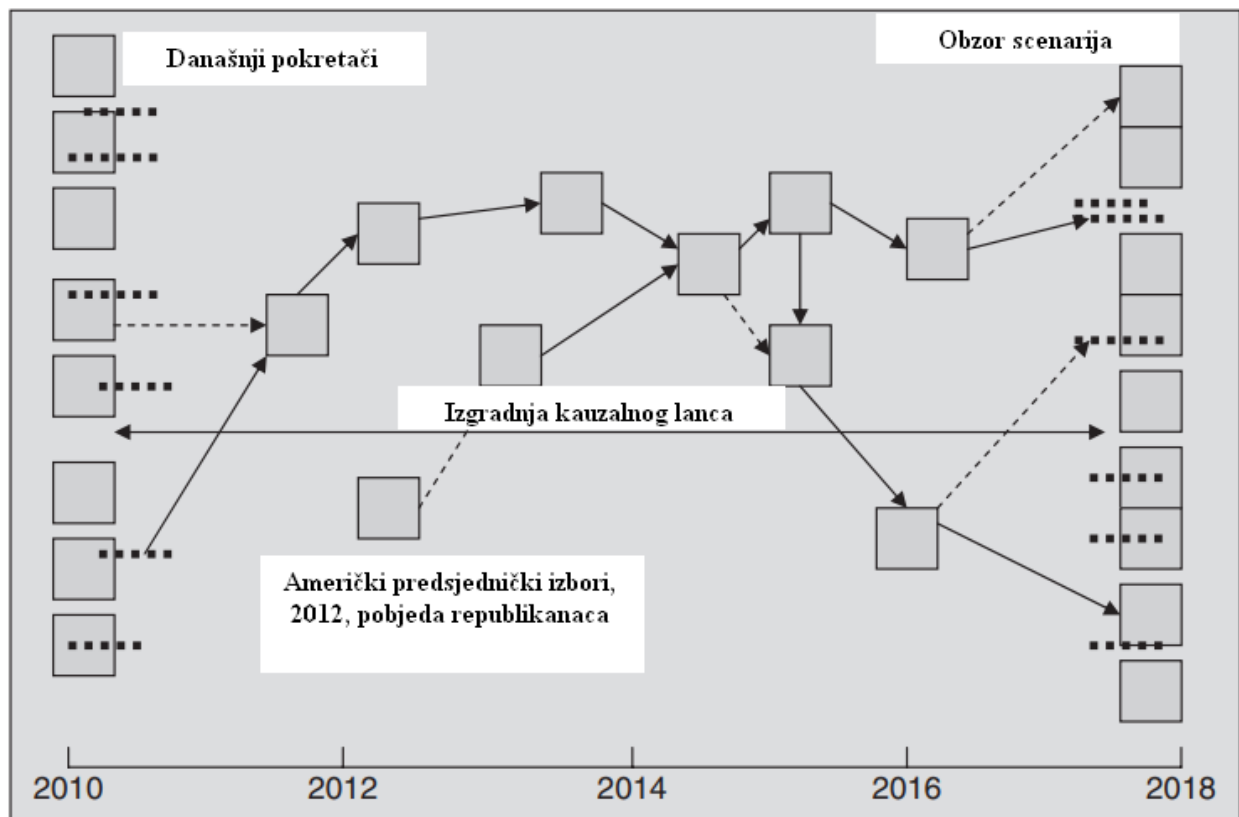 Današnji pokretači
Obzor scenarija
Izgradnja kauzalnog lanca
Američki predsjednički izbori,
2012, pobjeda republikanaca
2010 2012 2014 2016 2018